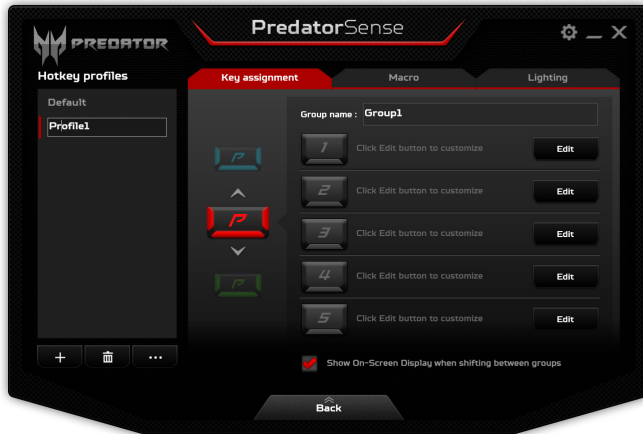 PREDATOR
PredatorSense
Hotkey profiles
Default
Profile1
Key assignment
Macro
Lighting
Group name : Group1
1 Click Edit button to customize Edit
2 Click Edit button to customize Edit
3 Click Edit button to customize Edit
4 Click Edit button to customize Edit
5 Click Edit button to customize Edit
P
P
P
Show On-Screen Display when shifting between groups
Back